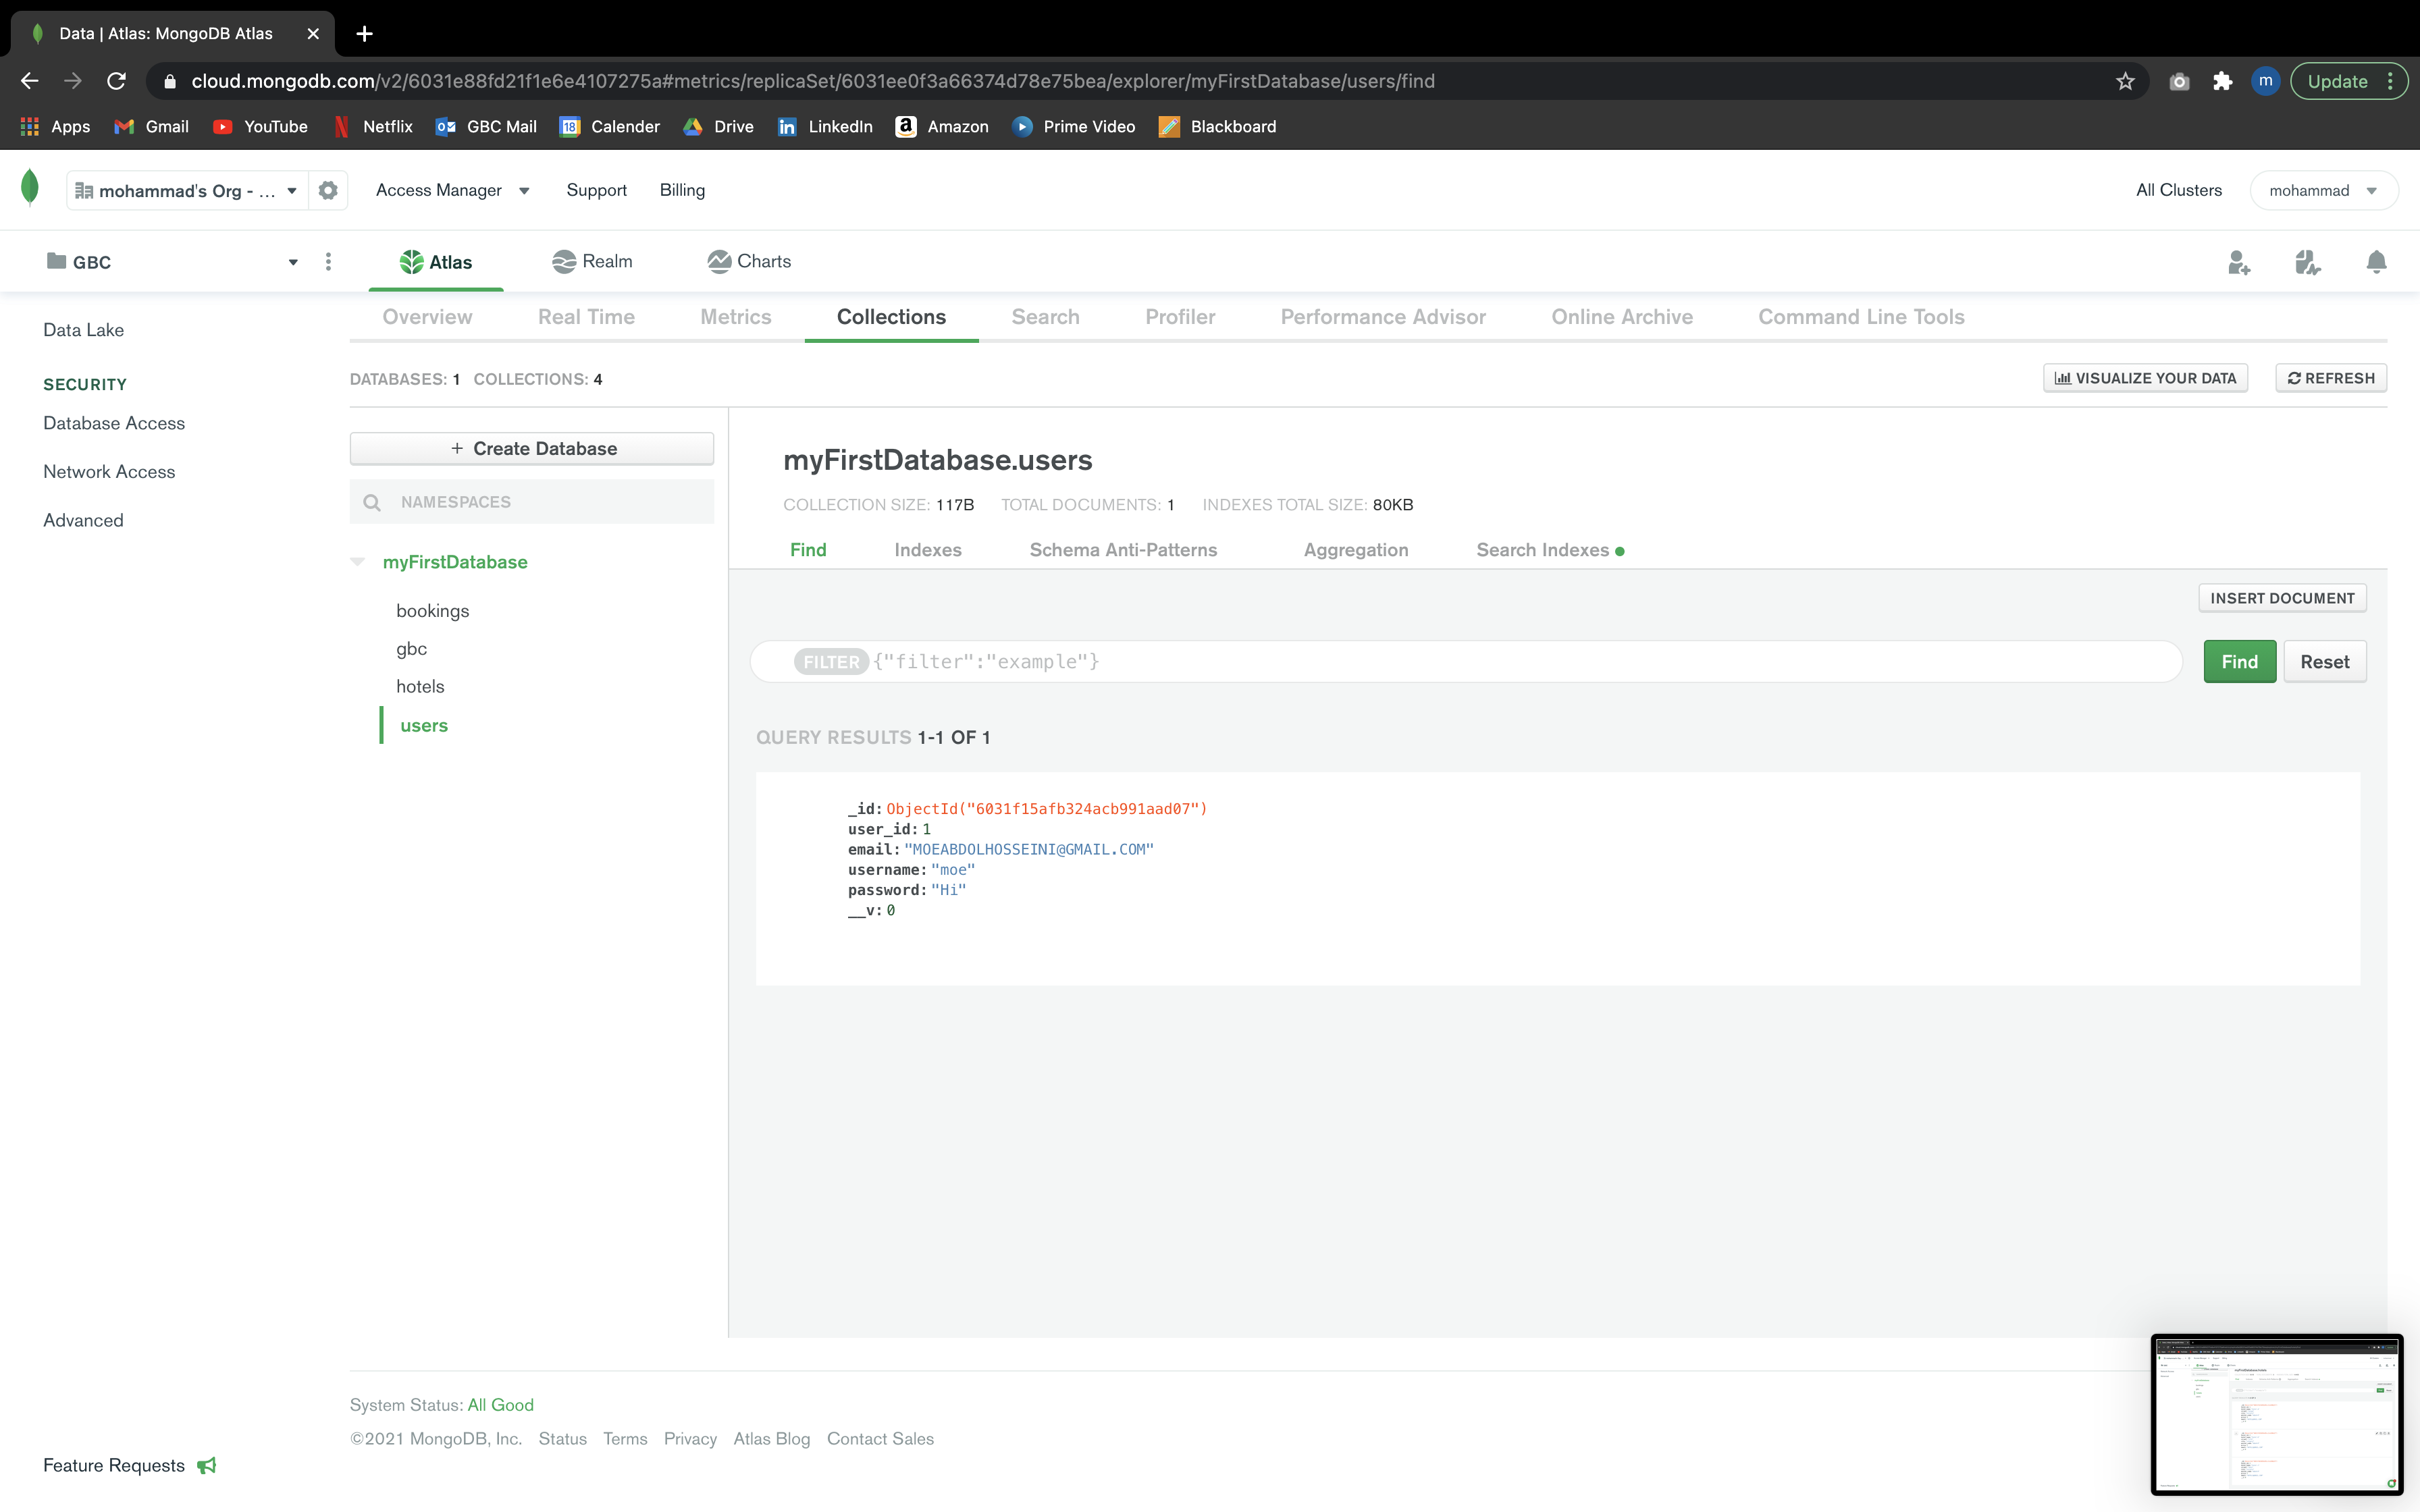 Data | Atlas: MongoDB Atlas
cloud.mongodb.com/v2/6031e88fd21f1e6e4107275a#metrics/replicaSet/6031ee0f3a66374d78e75bea/explorer/myFirstDatabase/users/find
m
Update
Apps Gmail YouTube Netflix GBC Mail 18 Calender Drive LinkedIn Amazon Prime Video Blackboard
mohammad's Org - ... Access Manager Support Billing All Clusters mohammad
GBC Atlas Realm Charts
Data Lake
Overview Real Time Metrics Collections Search Profiler Performance Advisor Online Archive Command Line Tools
SECURITY
Database Access
Network Access
Advanced
DATABASES: 1 COLLECTIONS: 4
VISUALIZE YOUR DATA REFRESH
+ Create Database
NAMESPACES
myFirstDatabase
bookings
gbc
hotels
users
myFirstDatabase.users
COLLECTION SIZE: 117B TOTAL DOCUMENTS: 1 INDEXES TOTAL SIZE: 80KB
Find Indexes Schema Anti-Patterns Aggregation Search Indexes
INSERT DOCUMENT
FILTER {"filter":"example"}
Find Reset
QUERY RESULTS 1-1 OF 1
_id: ObjectId("6031f15afb324acb991aad07")
user_id: 1
email: "MOEABDOLHOSSEINI@GMAIL.COM"
username: "moe"
password: "Hi"
__v: 0
System Status: All Good
©2021 MongoDB, Inc. Status Terms Privacy Atlas Blog Contact Sales
Feature Requests